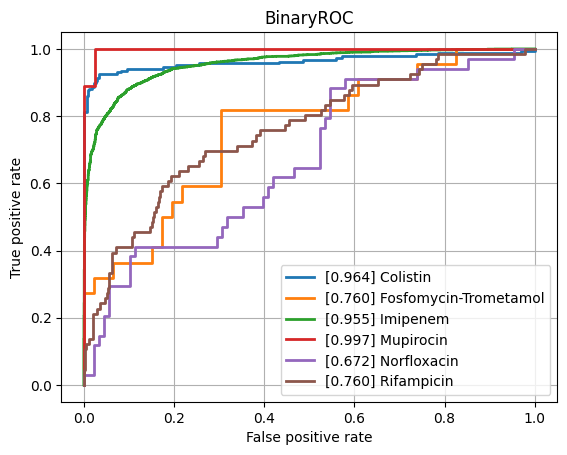 BinaryROC
True positive rate
1.0
0.8
0.6
0.4
0.2
0.0
[0.964] Colistin
[0.760] Fosfomycin-Trometamol
[0.955] Imipenem
[0.997] Mupirocin
[0.672] Norfloxacin
[0.760] Rifampicin
0.0 0.2 0.4 0.6 0.8 1.0
False positive rate